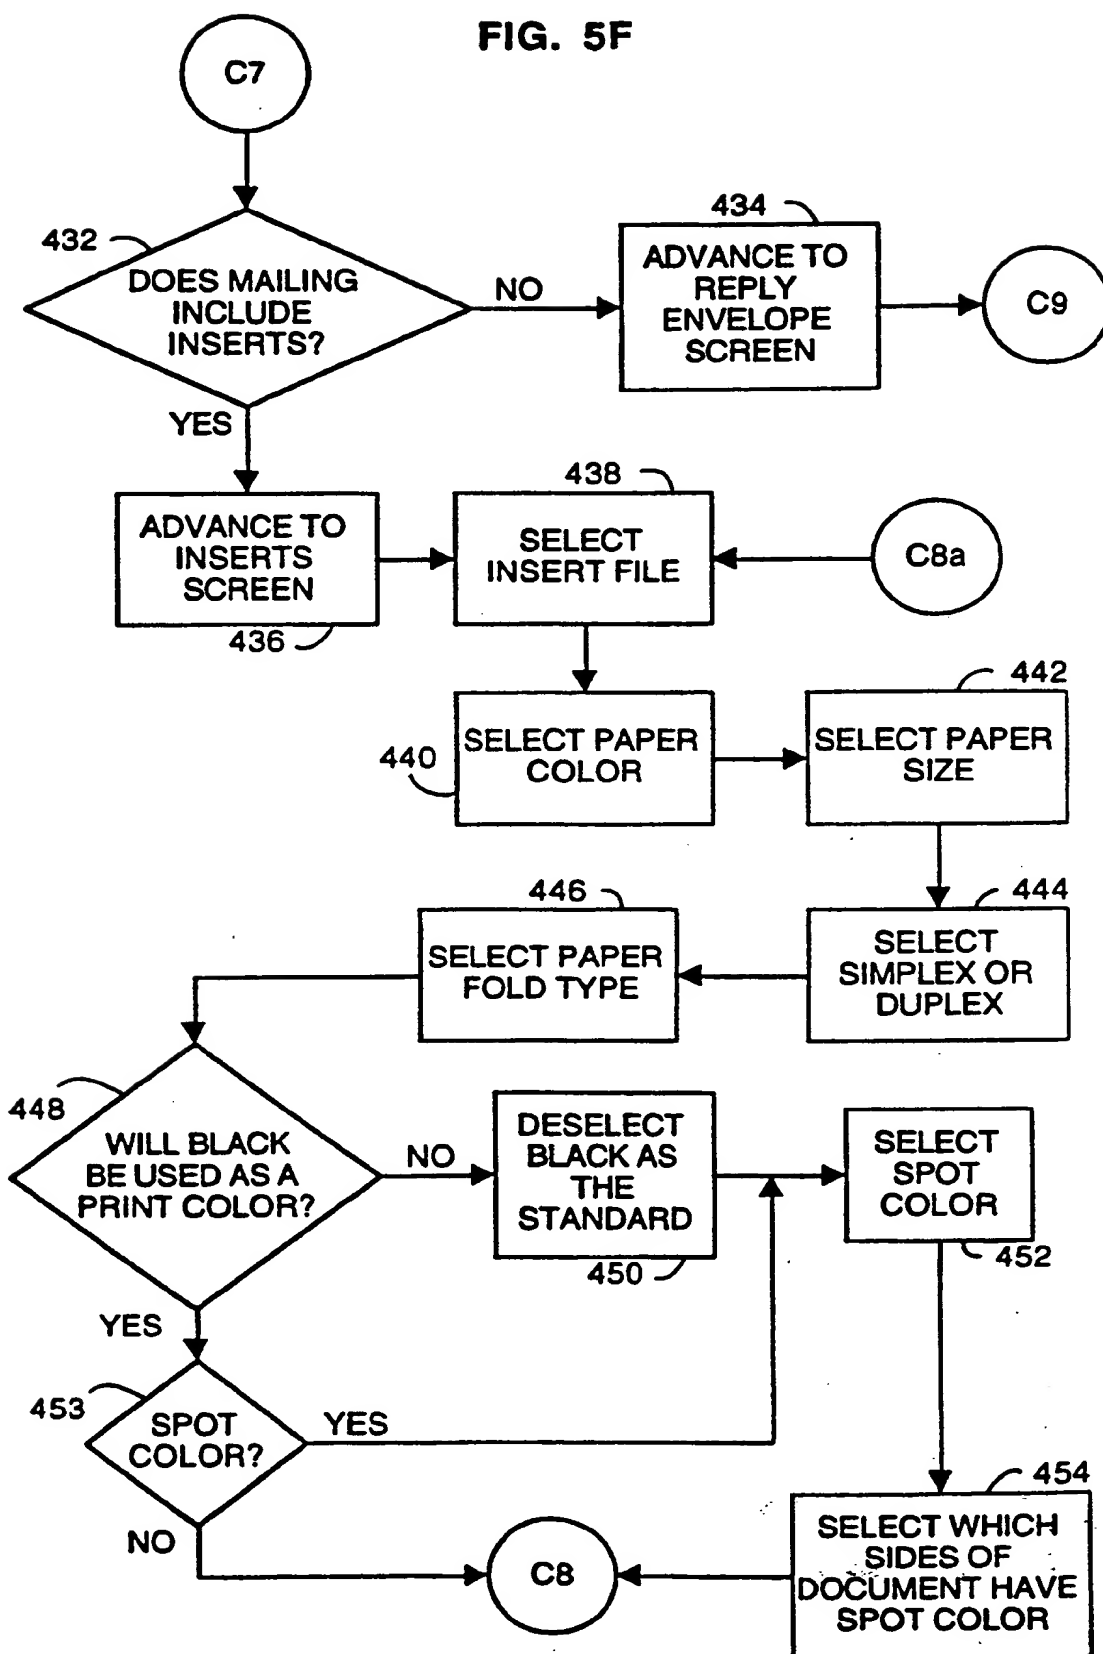 FIG. 5F
C7
432
DOES MAILING
INCLUDE
INSERTS?
NO
434
ADVANCE TO
REPLY
ENVELOPE
SCREEN
C9
YES
ADVANCE TO
INSERTS
SCREEN
436
438
SELECT
INSERT FILE
C8a
440
SELECT PAPER
COLOR
442
SELECT PAPER
SIZE
444
SELECT
SIMPLEX OR
DUPLEX
446
SELECT PAPER
FOLD TYPE
448
WILL BLACK
BE USED AS A
PRINT COLOR?
NO
DESELECT
BLACK AS
THE
STANDARD
450
SELECT
SPOT
COLOR
452
YES
453
SPOT
COLOR?
YES
NO
C8
454
SELECT WHICH
SIDES OF
DOCUMENT HAVE
SPOT COLOR